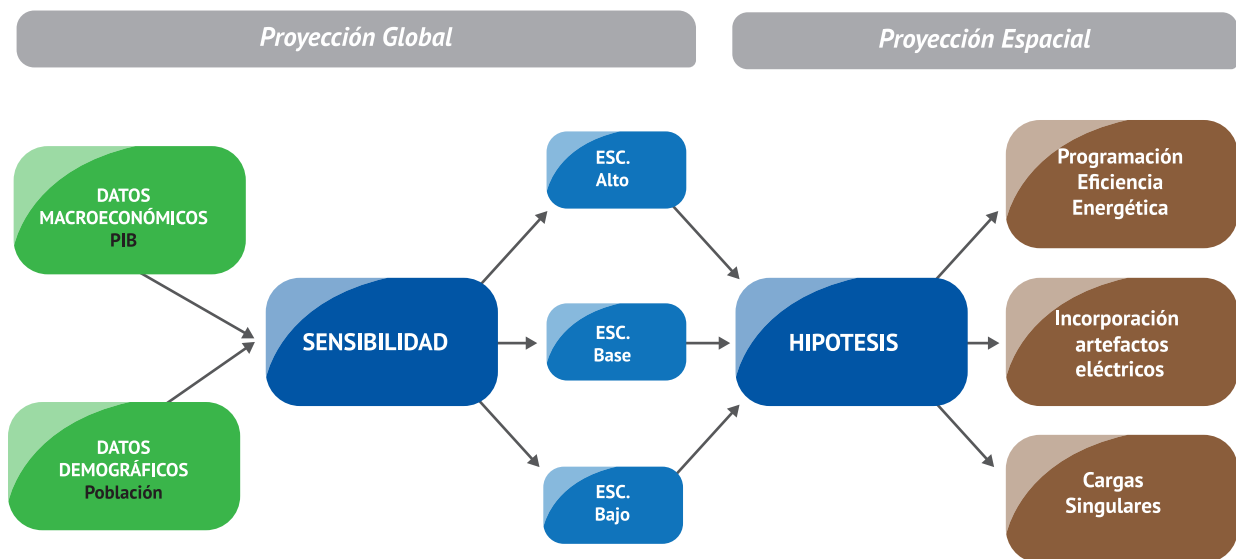 Proyección Global
Proyección Espacial
DATOS
MACROECONÓMICOS
PIB
DATOS
DEMOGRÁFICOS
Población
SENSIBILIDAD
ESC.
Alto
ESC.
Base
ESC.
Bajo
HIPOTESIS
Programación
Eficiencia
Energética
Incorporación
artefactos
eléctricos
Cargas
Singulares